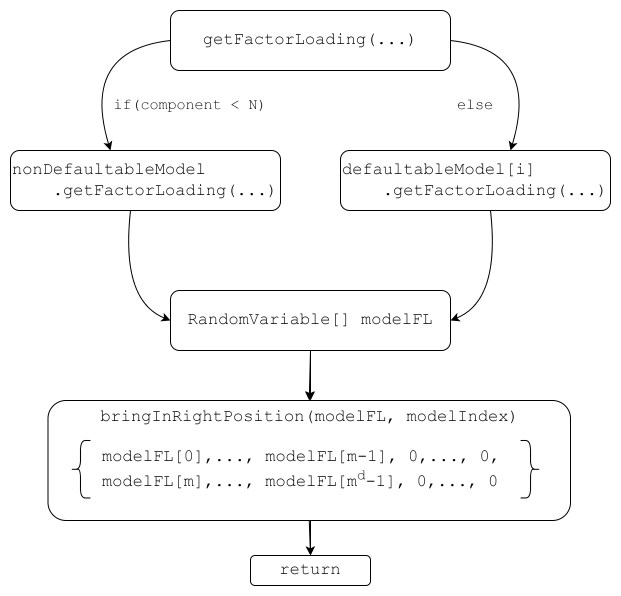 getFactorLoading(...)
if(component < N)
else
nonDefaultableModel
.getFactorLoading(...)
defaultableModel[i]
.getFactorLoading(...)
RandomVariable[] modelFL
bringInRightPosition(modelFL, modelIndex)
modelFL[0],..., modelFL[m-1], 0,..., 0,
modelFL[m],..., modelFL[mᵈ-1], 0,..., 0
return